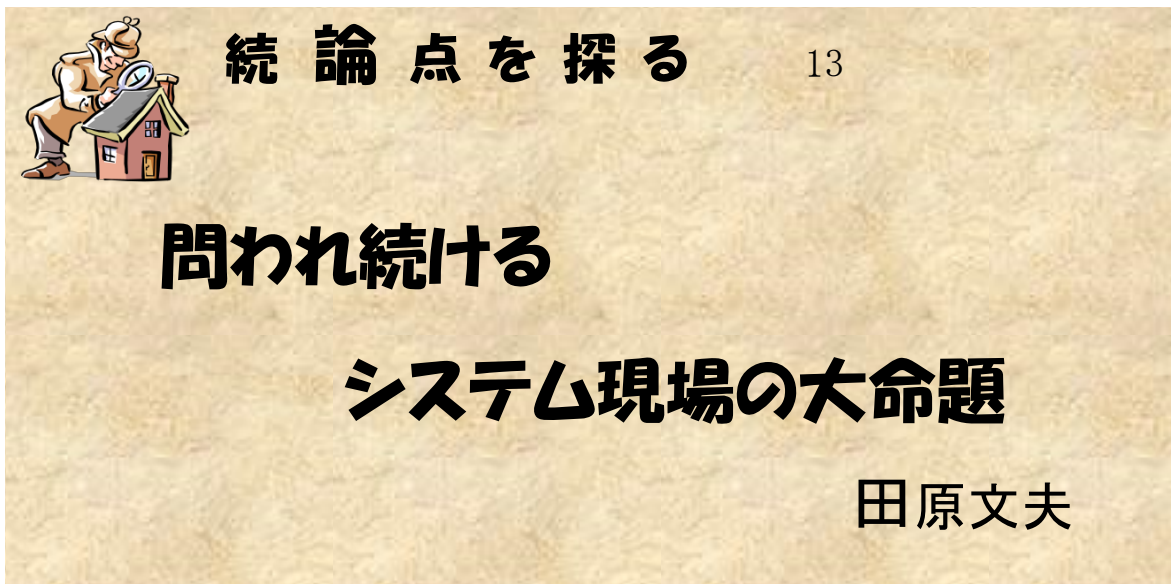 続 論 点 を 探 る 13
問われ続ける
システム現場の大命題
田原文夫